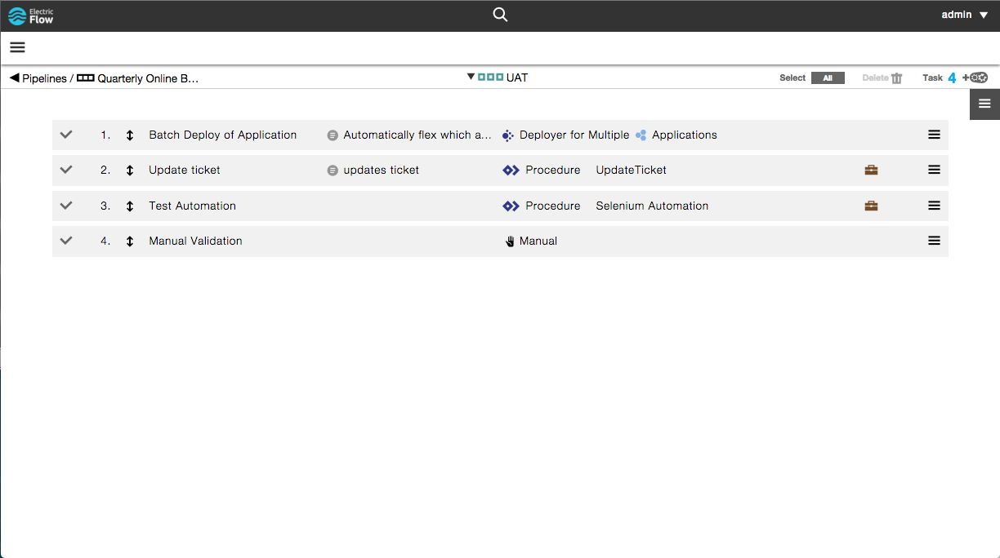 Electric
Flow
admin
Pipelines / Quarterly Online B...
UAT
Select All Delete Task 4 +
1. Batch Deploy of Application Automatically flex which a... Deployer for Multiple Applications
2. Update ticket updates ticket Procedure UpdateTicket
3. Test Automation Procedure Selenium Automation
4. Manual Validation Manual